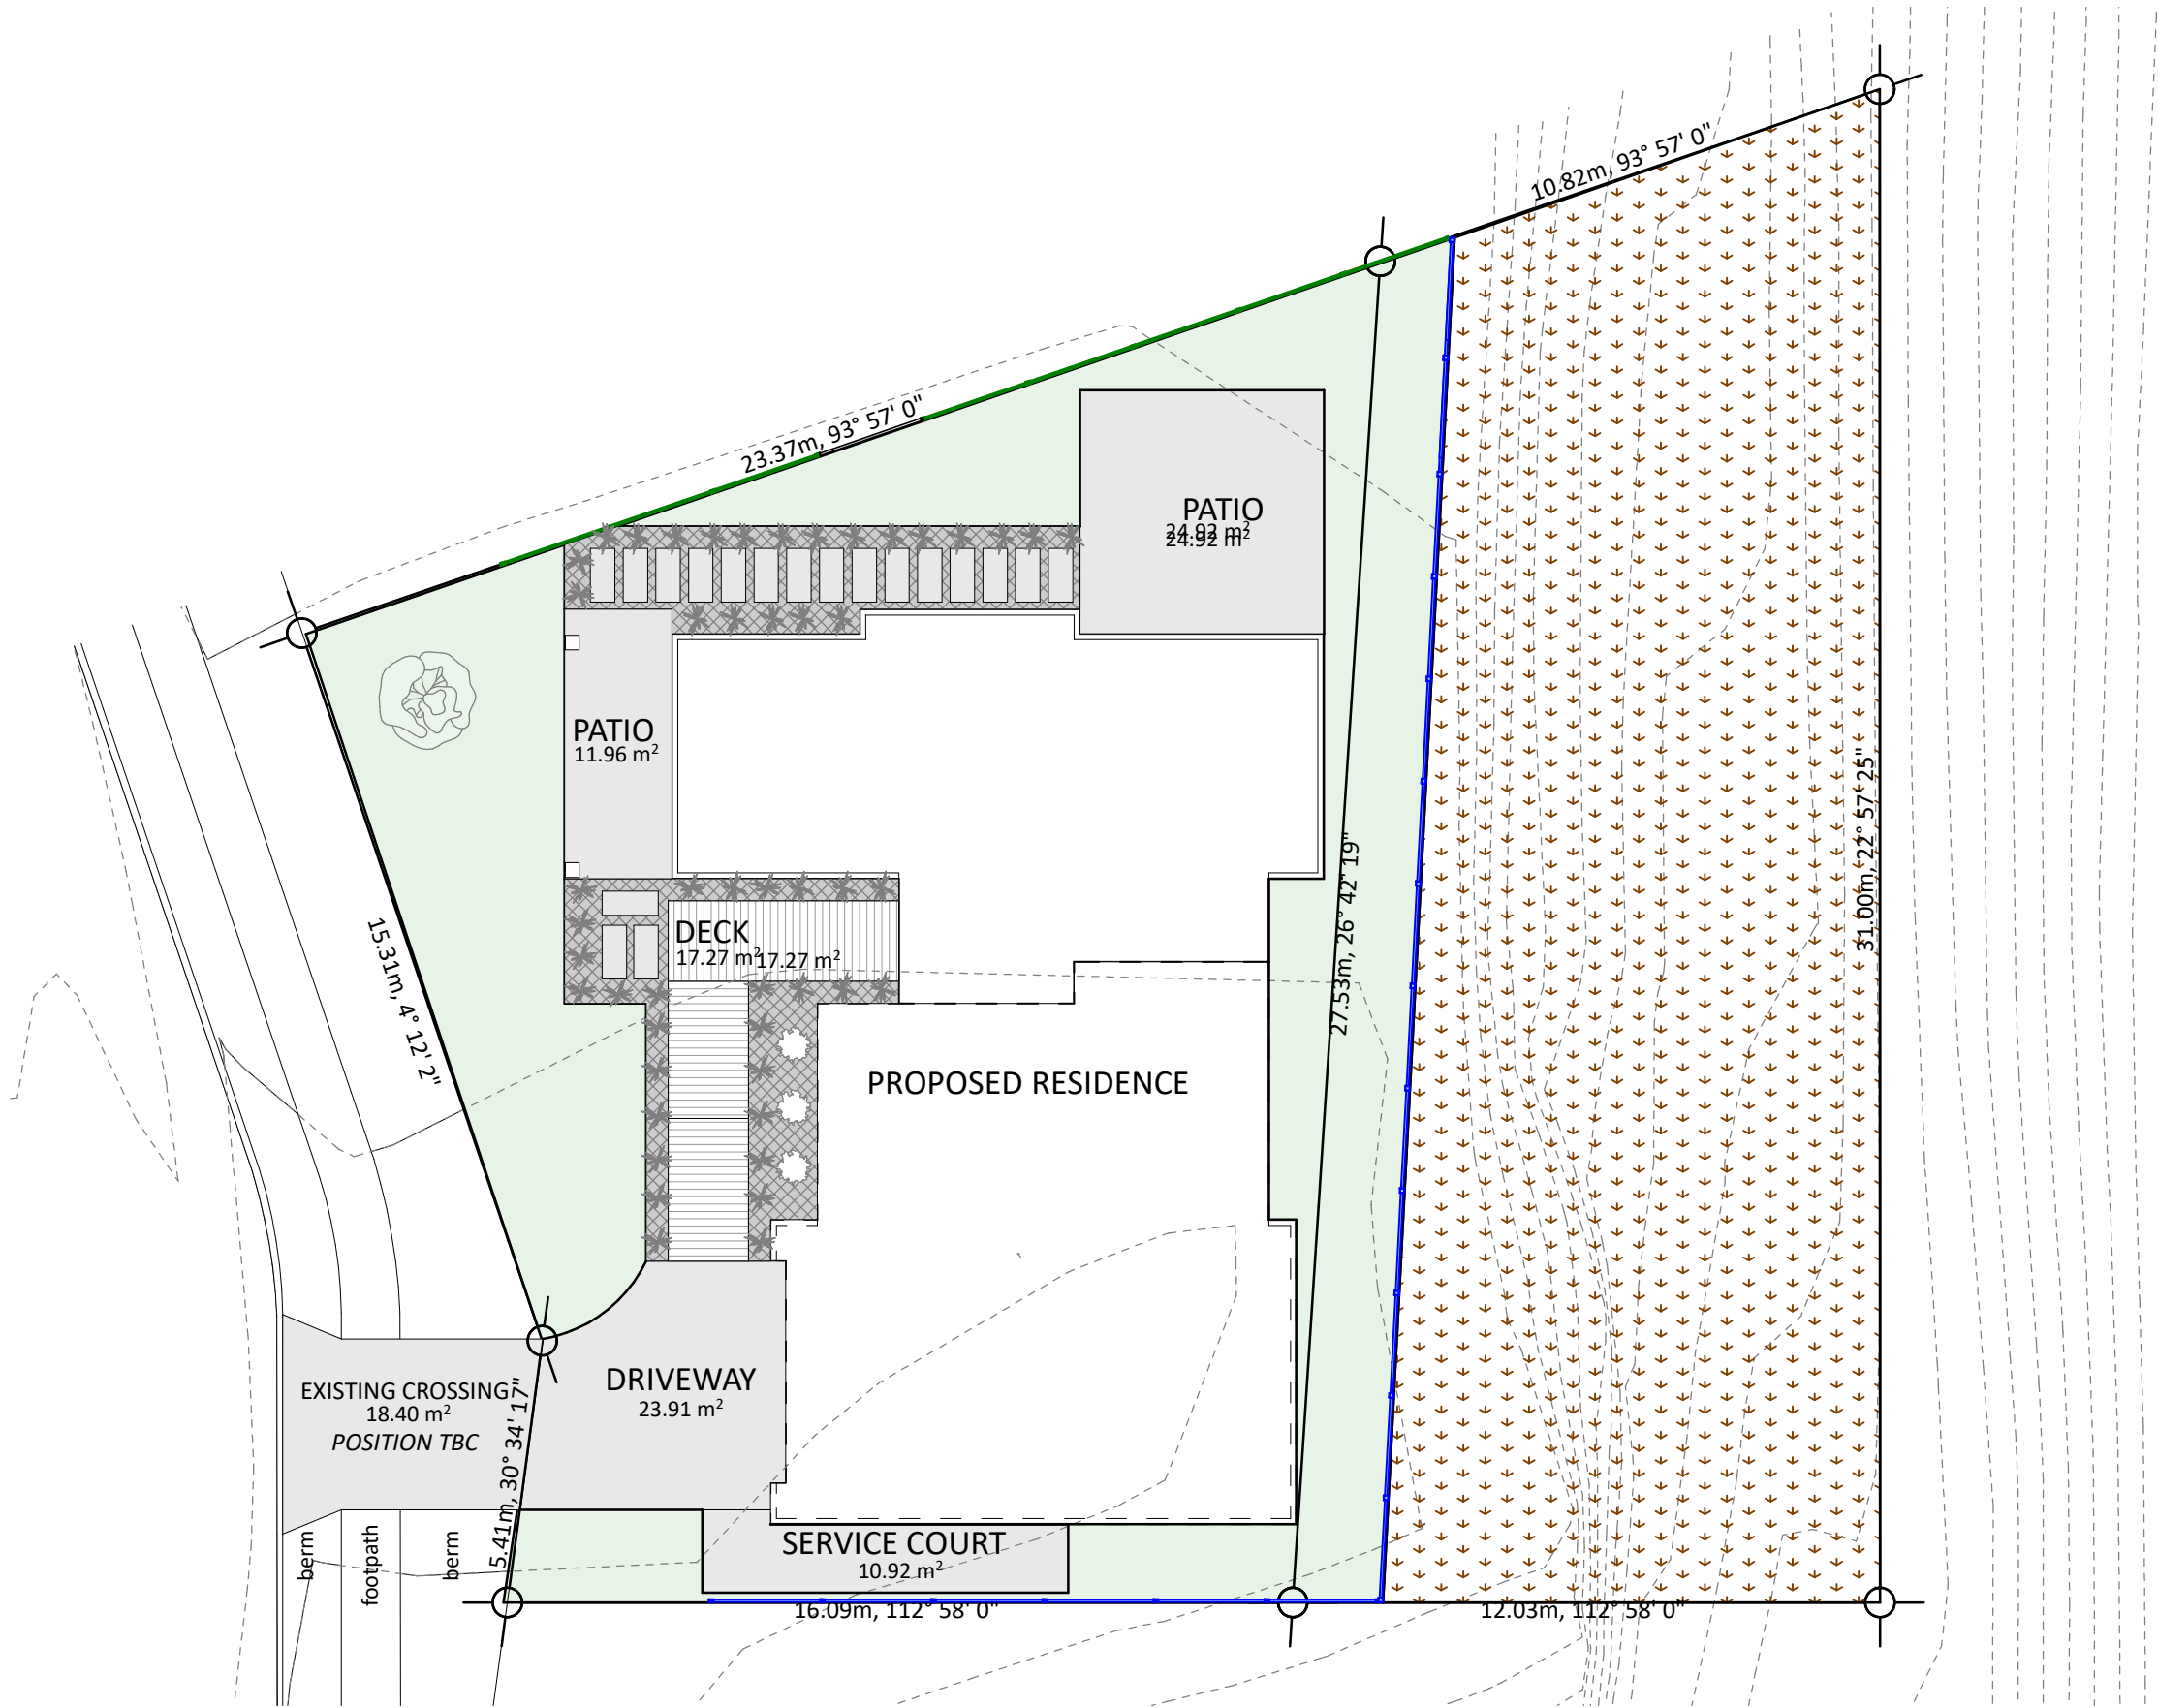 10.82m, 93° 57' 0"
23.37m, 93° 57' 0"
PATIO
24.92 m²
24.92 m²
PATIO
11.96 m²
31.00m, 22° 57' 25"
27.53m, 26° 42' 19"
15.31m, 4° 12' 2"
DECK
17.27 m²
17.27 m²
PROPOSED RESIDENCE
DRIVEWAY
23.91 m²
EXISTING CROSSING
18.40 m²
POSITION TBC
5.41m, 30° 34' 17"
SERVICE COURT
10.92 m²
berm
footpath
berm
16.09m, 112° 58' 0"
12.03m, 112° 58' 0"